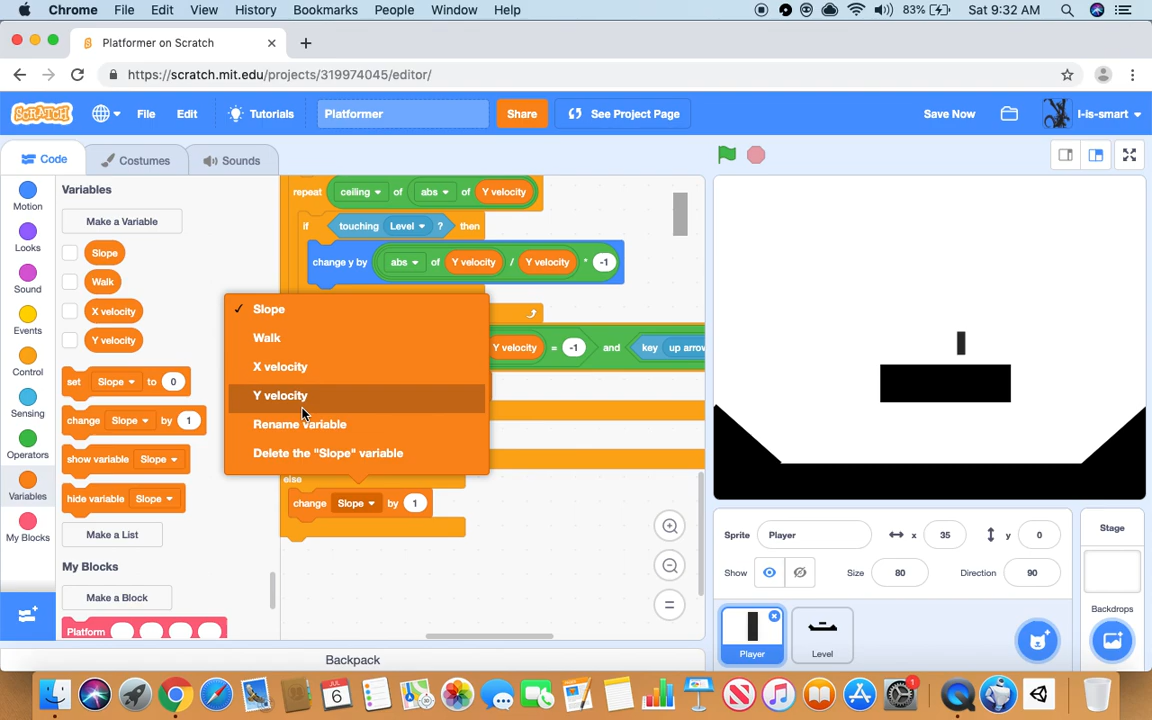 Chrome File Edit View History Bookmarks People Window Help 83% Sat 9:32 AM
Platformer on Scratch
https://scratch.mit.edu/projects/319974045/editor/
SCRATCH File Edit Tutorials Platformer Share See Project Page Save Now I-is-smart
Code Costumes Sounds
Motion
Looks
Sound
Events
Control
Sensing
Operators
Variables
My Blocks
Variables
Make a Variable
Slope
Walk
X velocity
Y velocity
set Slope to 0
change Slope by 1
show variable Slope
hide variable Slope
Make a List
My Blocks
Make a Block
Platform
repeat ceiling of abs of Y velocity
if touching Level ? then
change y by abs of Y velocity / Y velocity * -1
Slope
Walk
X velocity
Y velocity
Rename variable
Delete the "Slope" variable
Y velocity = -1 and key up arrow
else
change Slope by 1
Backpack
Sprite Player x 35 y 0
Show Size 80 Direction 90
Player
Level
Stage
Backdrops
JUL
6
1